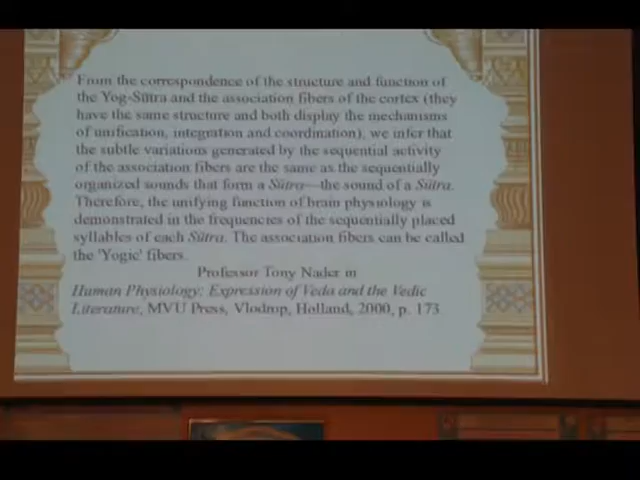 From the correspondence of the structure and function of
the Yog-Sūtra and the association fibers of the cortex (they
have the same structure and both display the mechanisms
of unification, integration and coordination), we infer that
the subtle variations generated by the sequential activity
of the association fibers are the same as the sequentially
organized sounds that form a Sūtra—the sound of a Sūtra.
Therefore, the unifying function of brain physiology is
demonstrated in the frequencies of the sequentially placed
syllables of each Sūtra. The association fibers can be called
the 'Yogic' fibers.
Professor Tony Nader in
Human Physiology: Expression of Veda and the Vedic
Literature, MVU Press, Vlodrop, Holland, 2000, p. 173